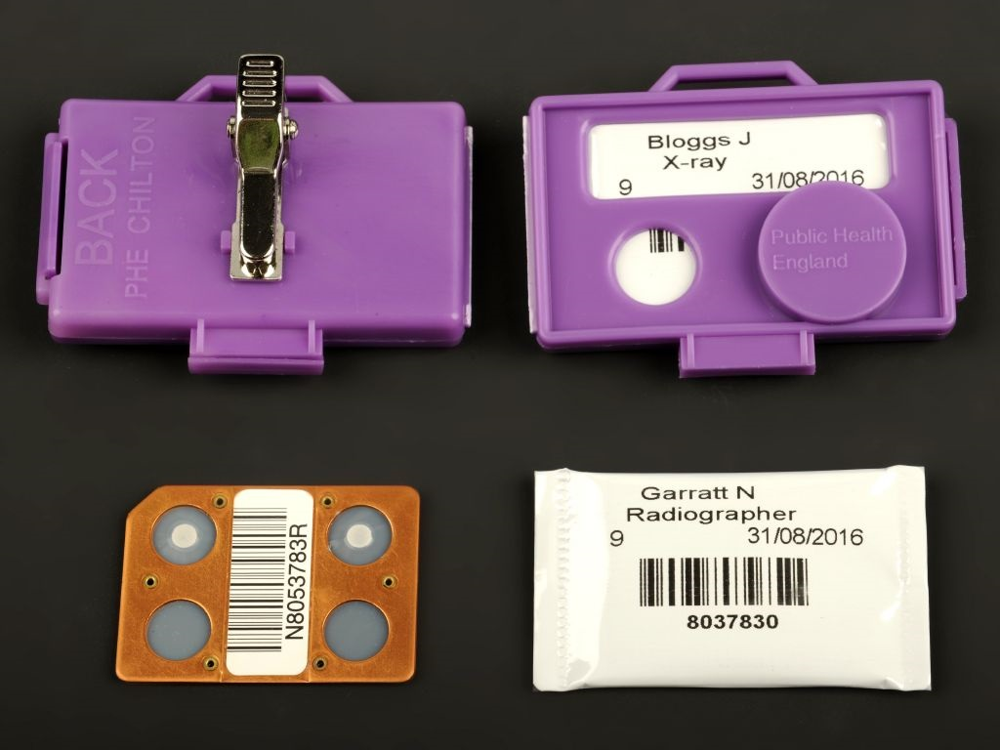 BACK
PHE CHILTON
Bloggs J
X-ray
9 31/08/2016
Public Health
England
N8053783R
Garratt N
Radiographer
9 31/08/2016
8037830